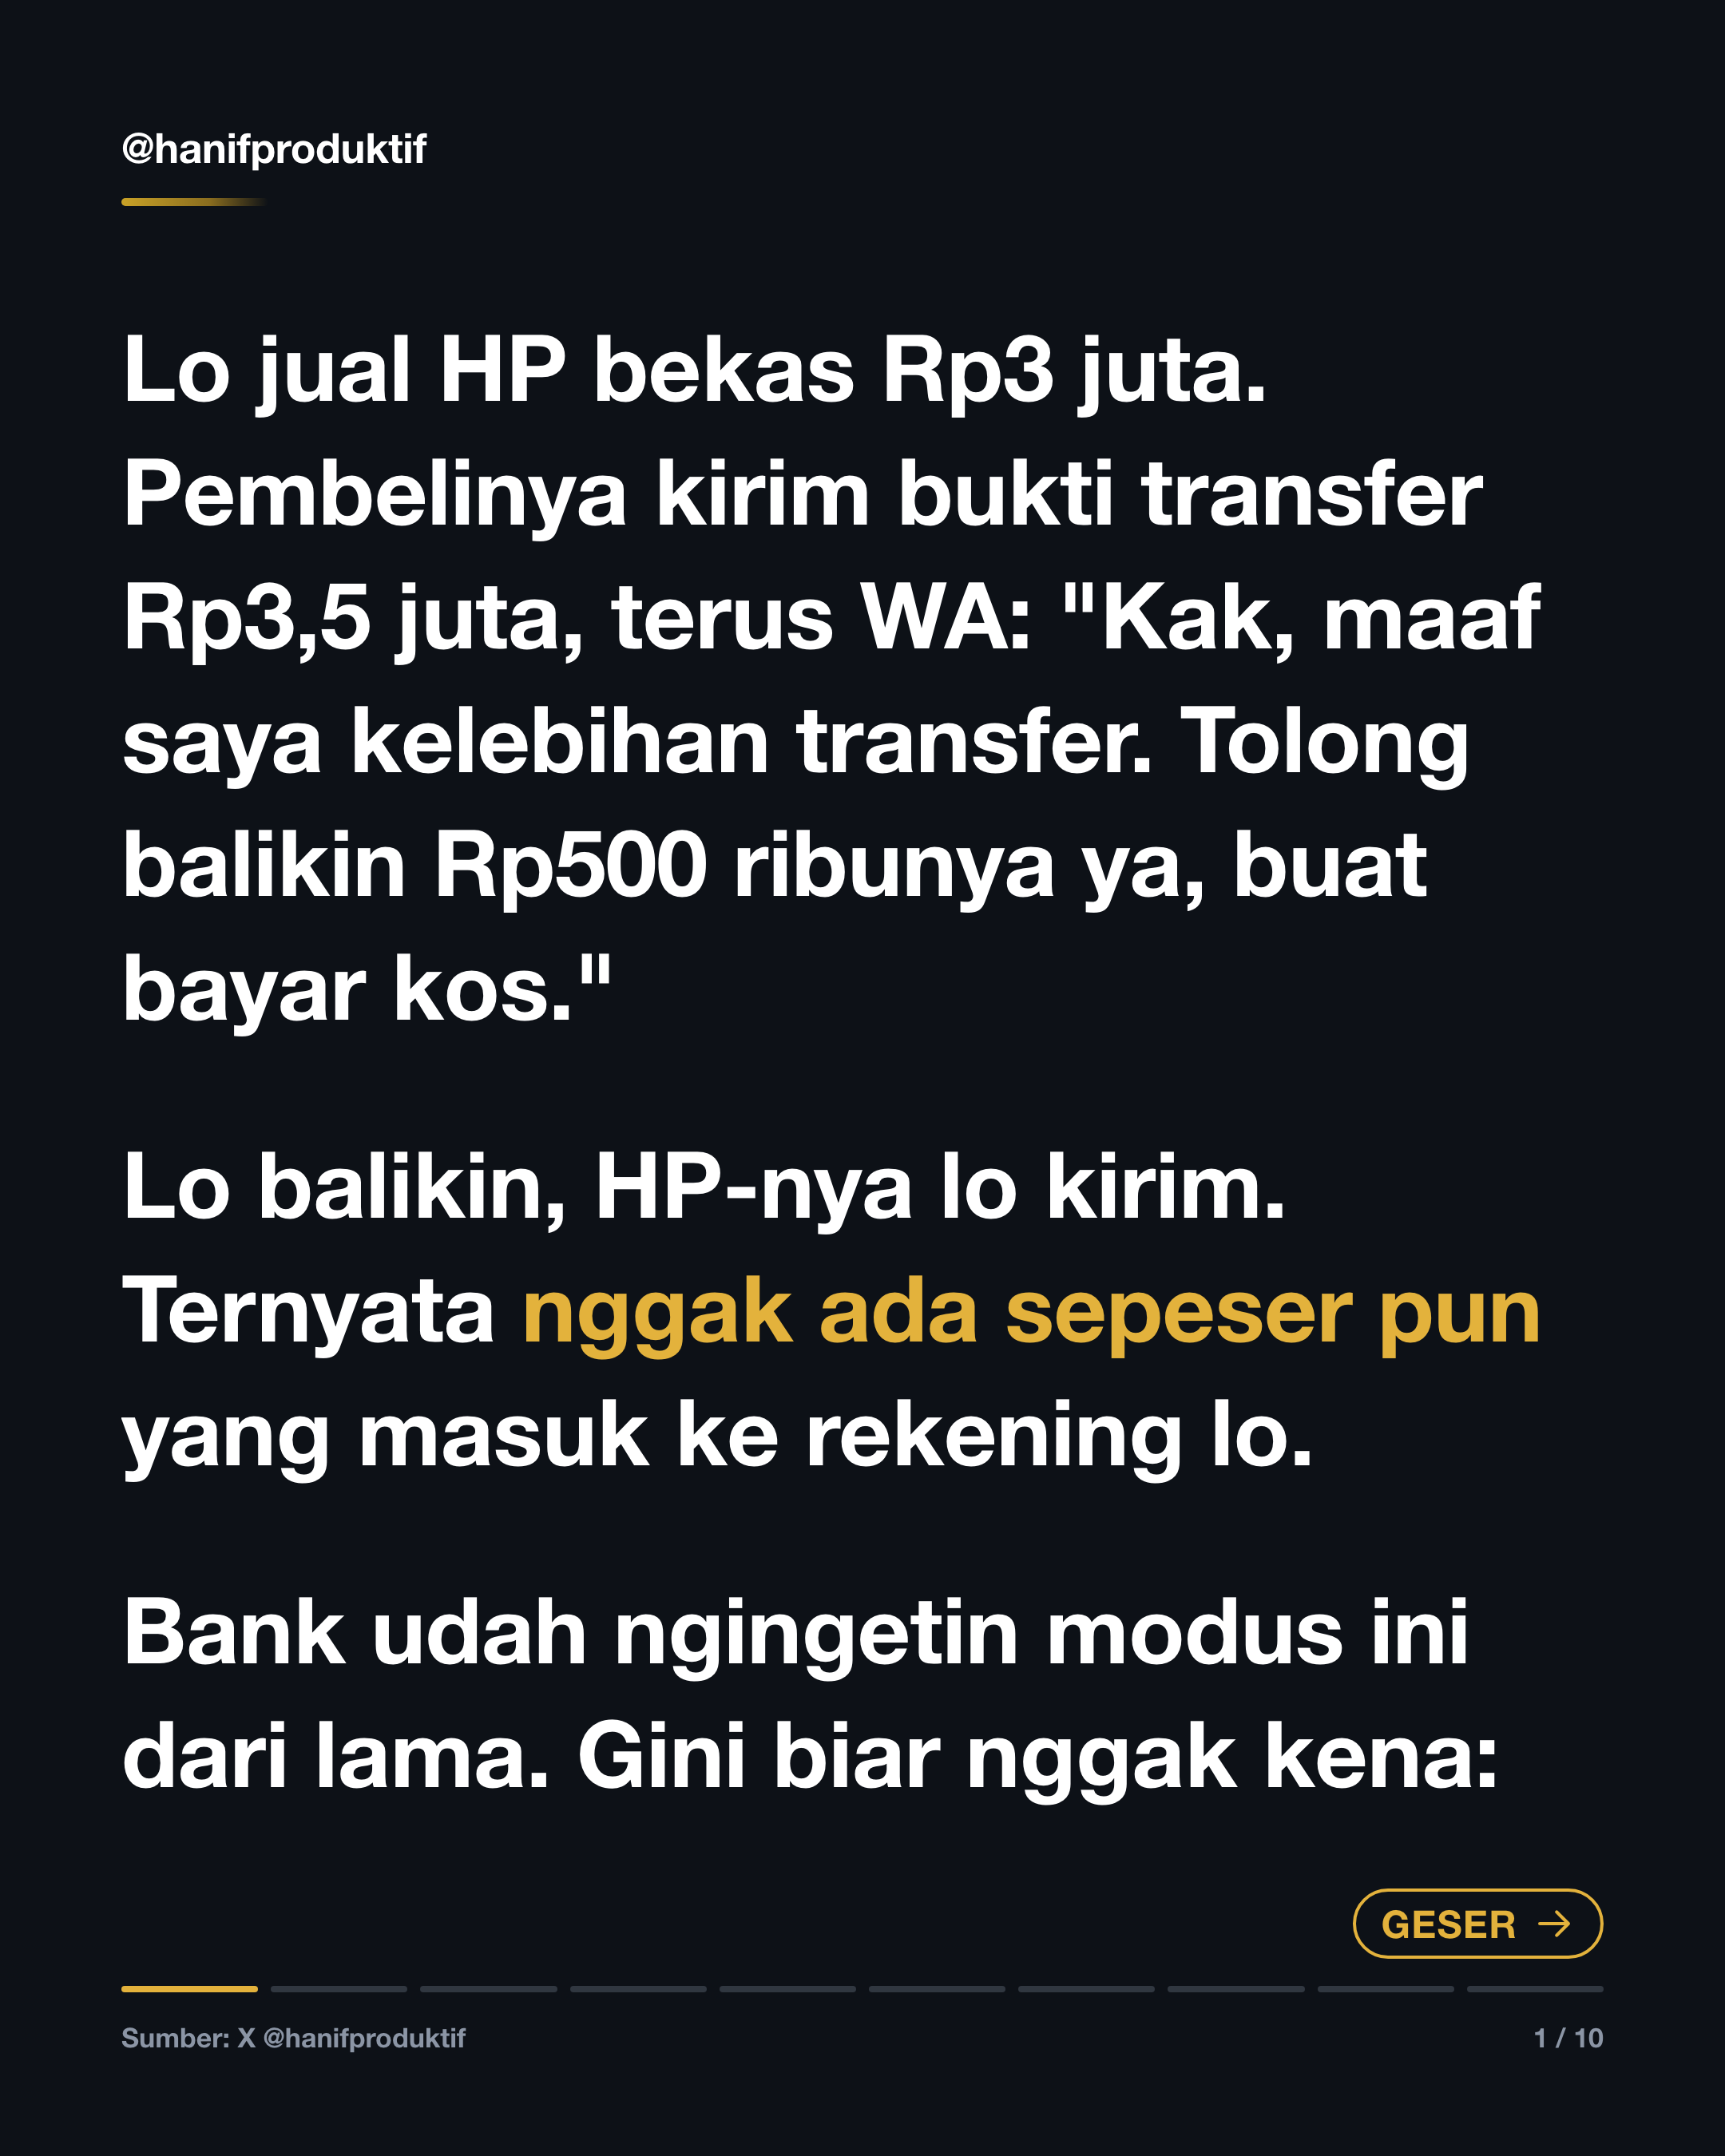 @hanifproduktif
Lo jual HP bekas Rp3 juta.
Pembelinya kirim bukti transfer
Rp3,5 juta, terus WA: "Kak, maaf
saya kelebihan transfer. Tolong
balikin Rp500 ribunya ya, buat
bayar kos."
Lo balikin, HP-nya lo kirim.
Ternyata nggak ada sepeser pun
yang masuk ke rekening lo.
Bank udah ngingetin modus ini
dari lama. Gini biar nggak kena:
GESER →
Sumber: X @hanifproduktif
1 / 10